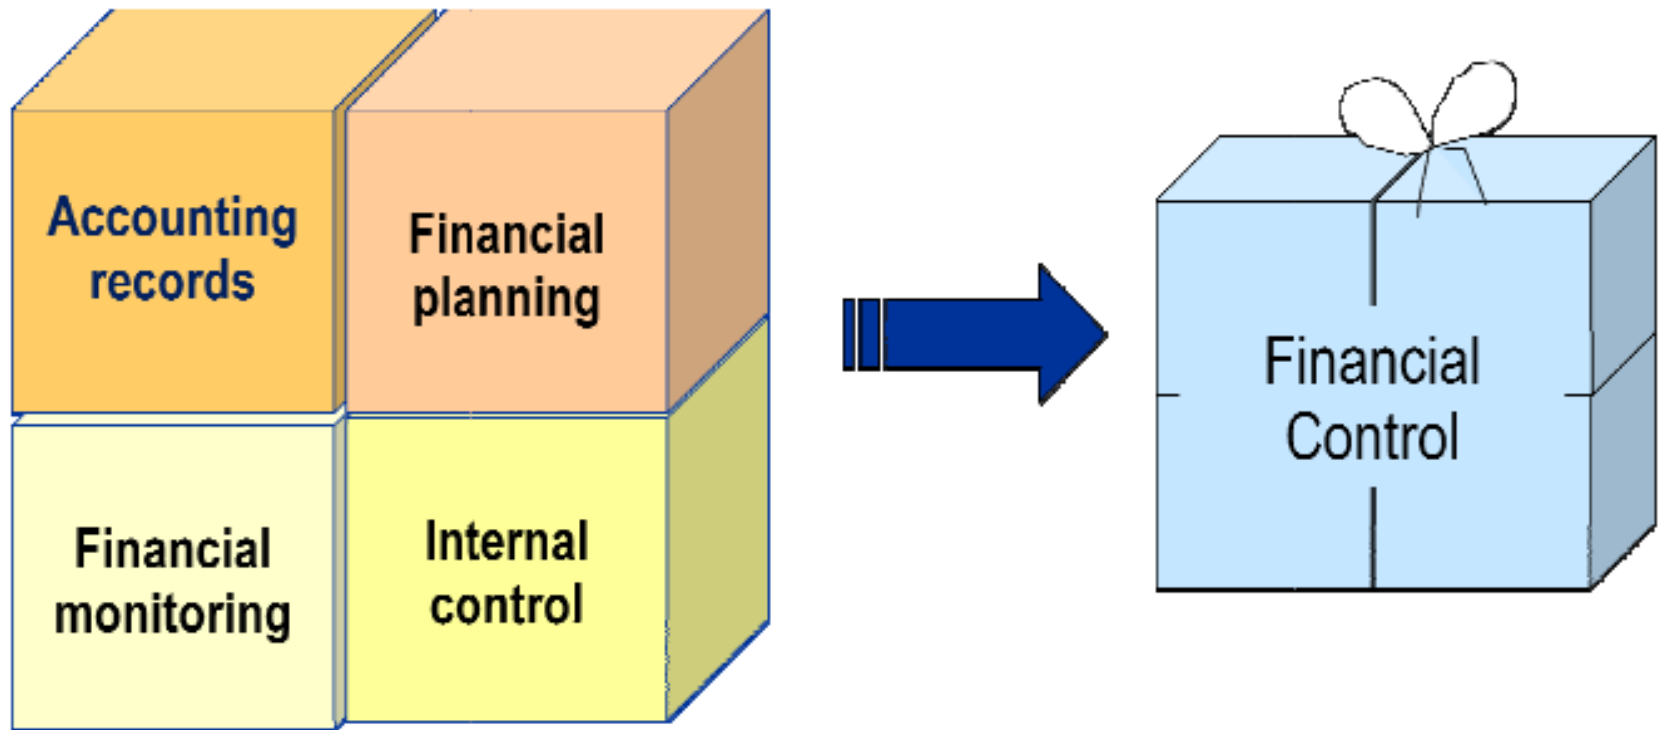 Accounting
records
Financial
planning
Financial
monitoring
Internal
control
Financial
Control